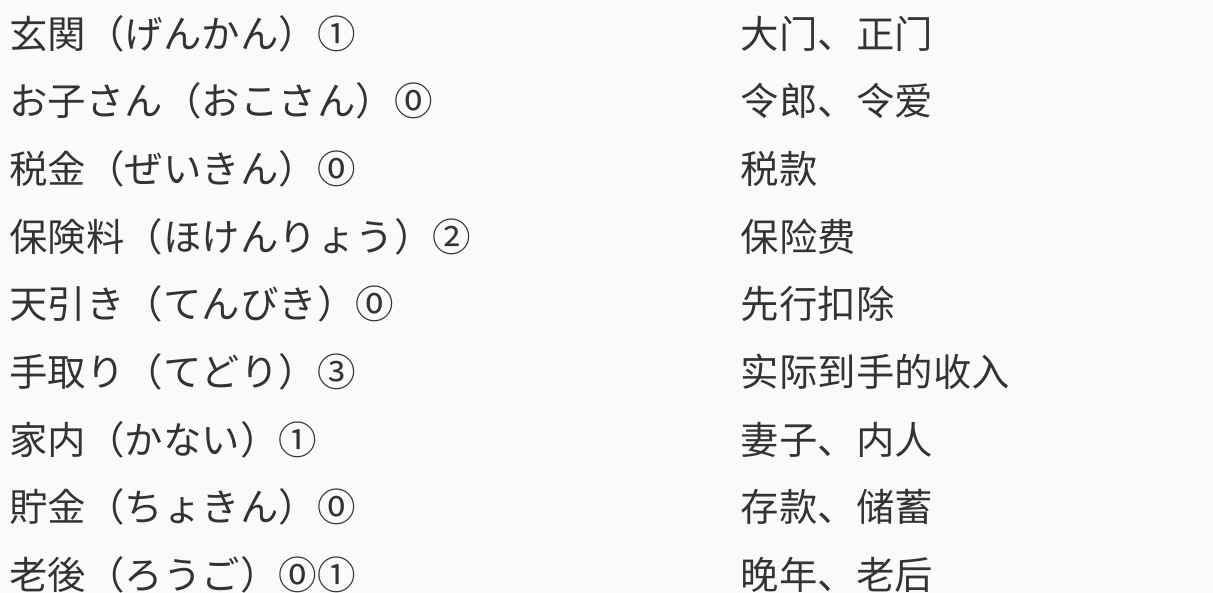 玄関（げんかん）① 大门、正门
お子さん（おこさん）⓪ 令郎、令爱
税金（ぜいきん）⓪ 税款
保険料（ほけんりょう）② 保险费
天引き（てんびき）⓪ 先行扣除
手取り（てどり）③ 实际到手的收入
家内（かない）① 妻子、内人
貯金（ちょきん）⓪ 存款、储蓄
老後（ろうご）⓪① 晚年、老后